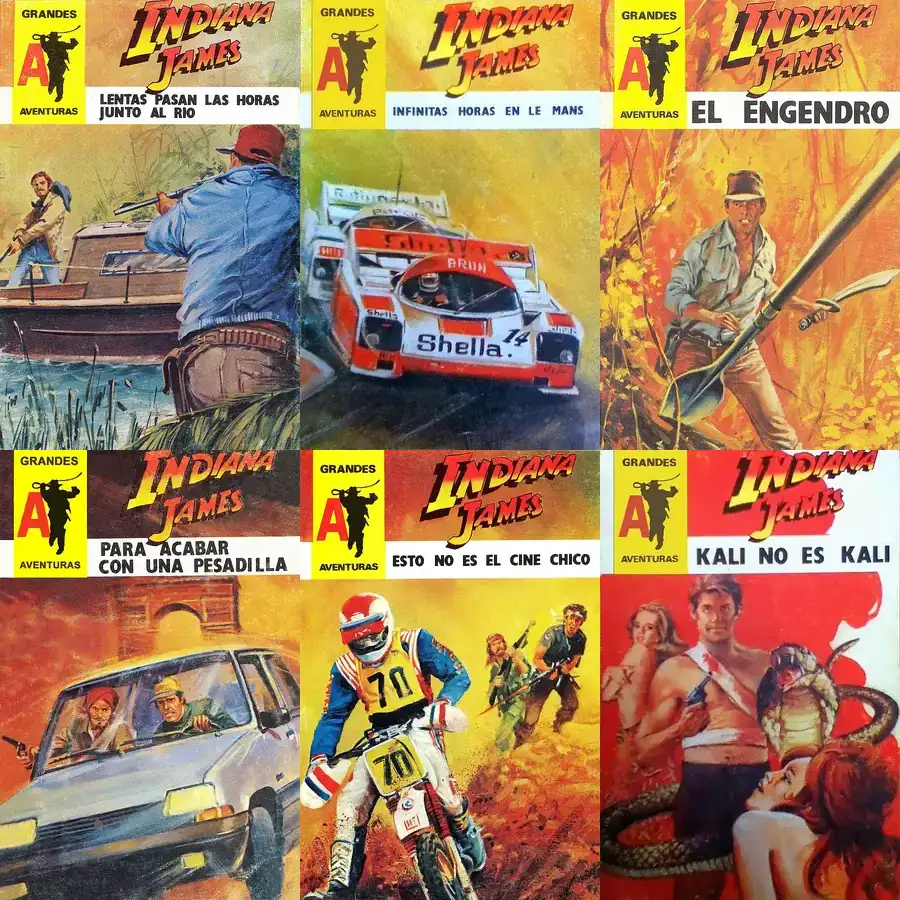 GRANDES
A
AVENTURAS
INDIANA
JAMES
LENTAS PASAN LAS HORAS
JUNTO AL RIO
GRANDES
A
AVENTURAS
INDIANA
JAMES
INFINITAS HORAS EN LE MANS
Shella
BRUN
Shella
14
Shella.
GRANDES
A
AVENTURAS
INDIANA
JAMES
EL ENGENDRO
GRANDES
A
AVENTURAS
INDIANA
JAMES
PARA ACABAR
CON UNA PESADILLA
GRANDES
A
AVENTURAS
INDIANA
JAMES
ESTO NO ES EL CINE CHICO
70
70
GRANDES
A
AVENTURAS
INDIANA
JAMES
KALI NO ES KALI